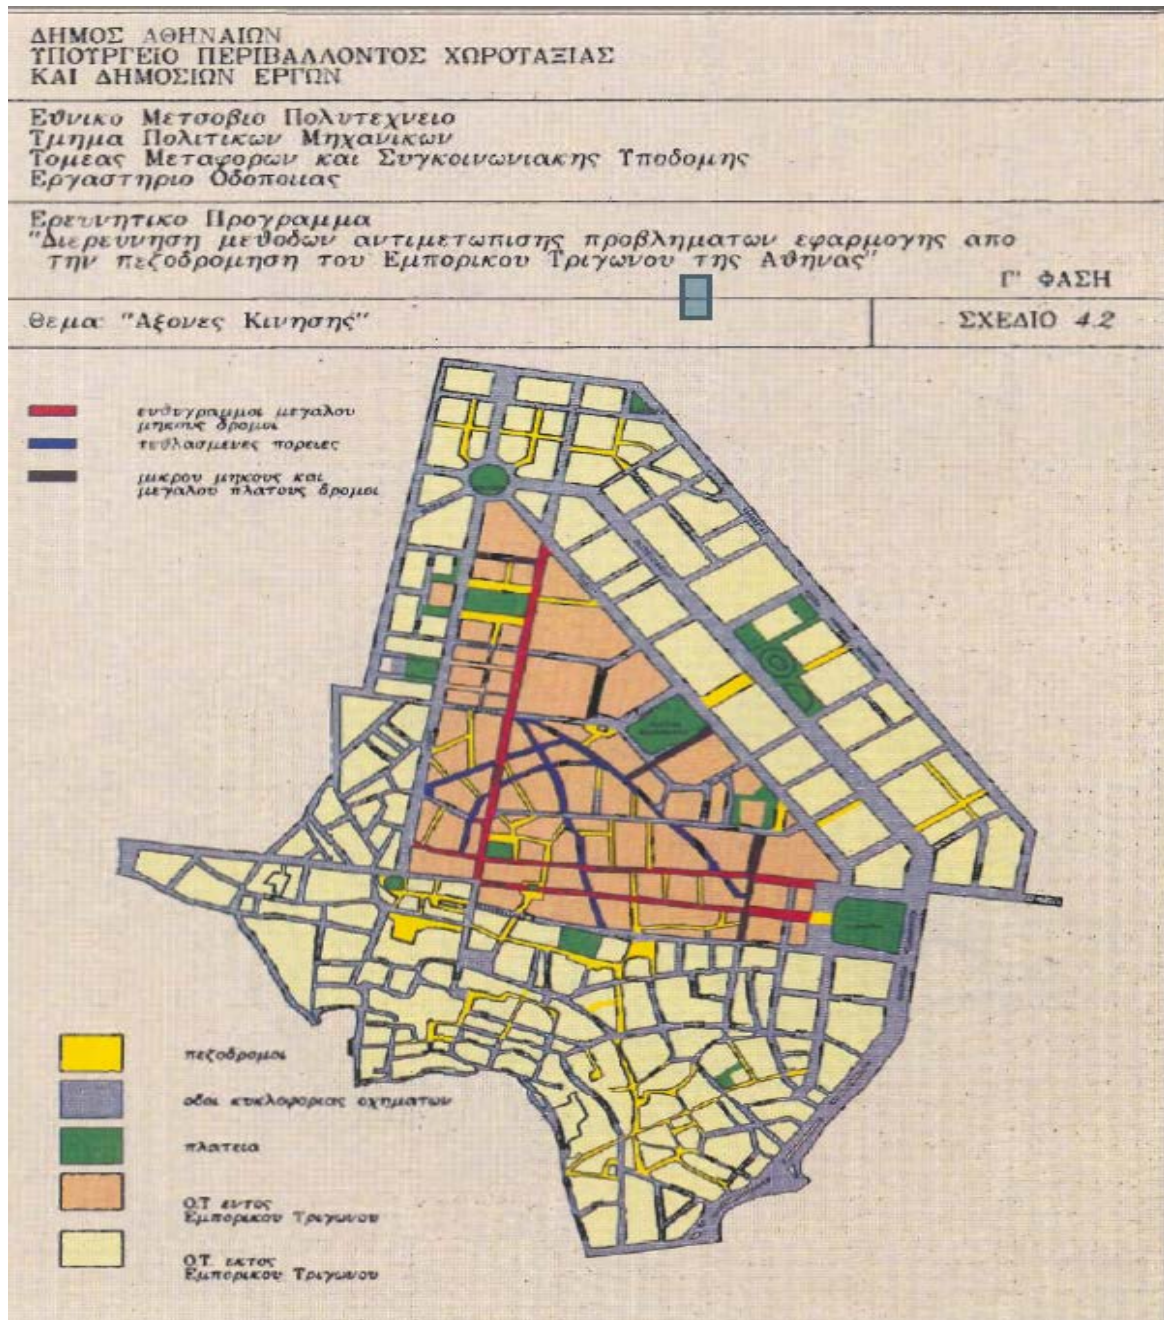 ΔΗΜΟΣ ΑΘΗΝΑΙΩΝ
ΥΠΟΥΡΓΕΙΟ ΠΕΡΙΒΑΛΛΟΝΤΟΣ ΧΩΡΟΤΑΞΙΑΣ
ΚΑΙ ΔΗΜΟΣΙΩΝ ΕΡΓΩΝ
Εθνικο Μετσοβιο Πολυτεχνειο
Τμημα Πολιτικων Μηχανικων
Τομεας Μεταφορων και Συγκοινωνιακης Υποδομης
Εργαστηριο Οδοποιιας
Ερευνητικο Προγραμμα
"Διερευνηση μεθοδων αντιμετωπισης προβληματων εφαρμογης απο
την πεζοδρομηση του Εμπορικου Τριγωνου της Αθηνας"
Γ' ΦΑΣΗ
Θεμα: "Αξονες Κινησης"
ΣΧΕΔΙΟ 4.2
ευθυγραμμοι μεγαλου
μηκους δρομοι
τεθλασμενες πορειες
μικρου μηκους και
μεγαλου πλατους δρομοι
πεζοδρομοι
οδοι κυκλοφοριας οχηματων
πλατεια
Ο.Τ εντος
Εμπορικου Τριγωνου
Ο.Τ. εκτος
Εμπορικου Τριγωνου